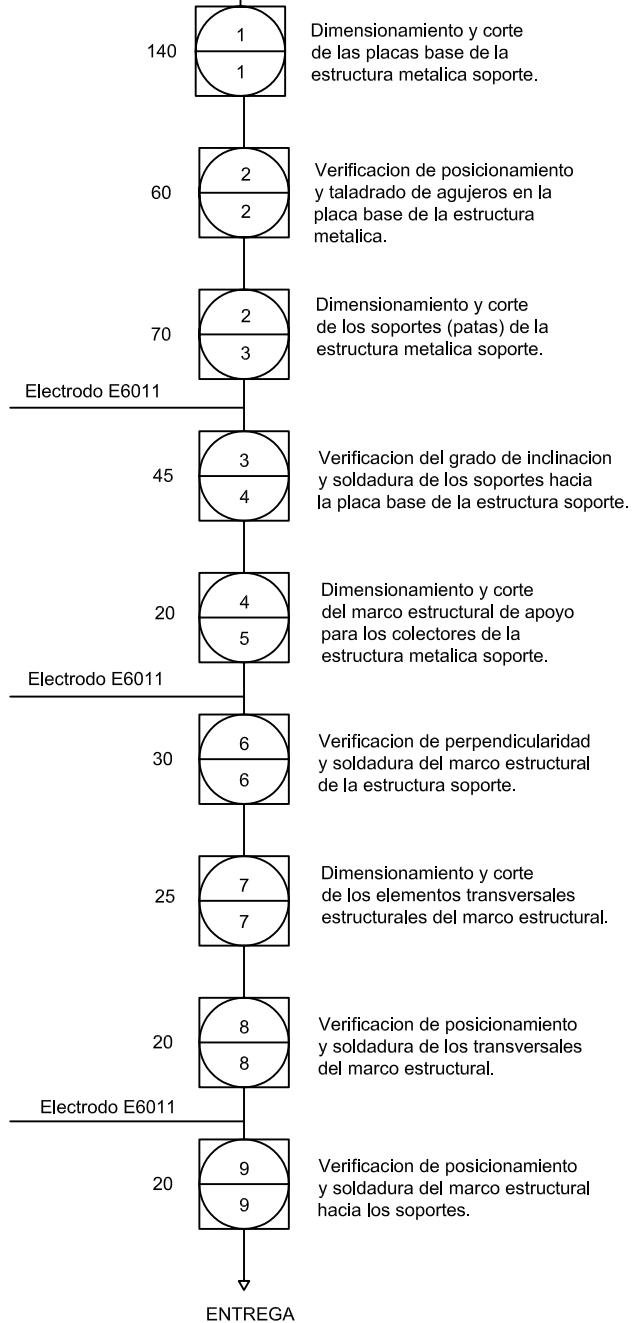 140
1
1
Dimensionamiento y corte
de las placas base de la
estructura metalica soporte.
60
2
2
Verificacion de posicionamiento
y taladrado de agujeros en la
placa base de la estructura
metalica.
70
2
3
Dimensionamiento y corte
de los soportes (patas) de la
estructura metalica soporte.
Electrodo E6011
45
3
4
Verificacion del grado de inclinacion
y soldadura de los soportes hacia
la placa base de la estructura soporte.
20
4
5
Dimensionamiento y corte
del marco estructural de apoyo
para los colectores de la
estructura metalica soporte.
Electrodo E6011
30
6
6
Verificacion de perpendicularidad
y soldadura del marco estructural
de la estructura soporte.
25
7
7
Dimensionamiento y corte
de los elementos transversales
estructurales del marco estructural.
20
8
8
Verificacion de posicionamiento
y soldadura de los transversales
del marco estructural.
Electrodo E6011
20
9
9
Verificacion de posicionamiento
y soldadura del marco estructural
hacia los soportes.
ENTREGA